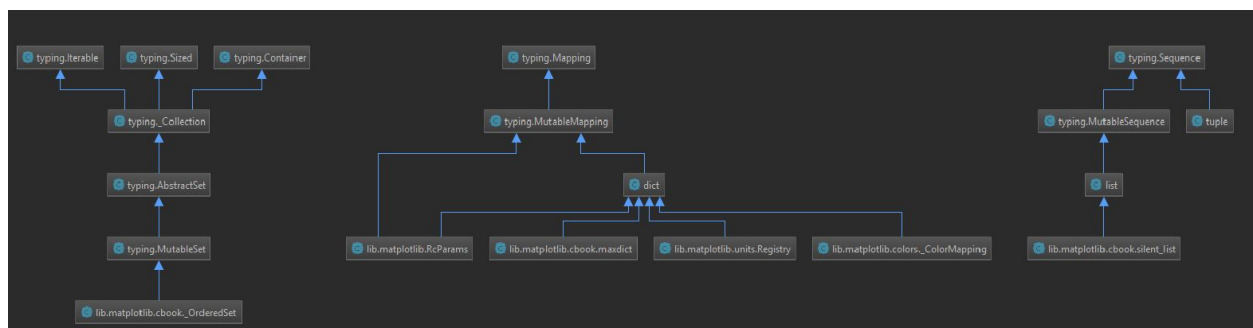 typing.Iterable
typing.Sized
typing.Container
typing._Collection
typing.AbstractSet
typing.MutableSet
lib.matplotlib.cbook._OrderedSet
typing.Mapping
typing.MutableMapping
dict
lib.matplotlib.RcParams
lib.matplotlib.cbook.maxdict
lib.matplotlib.units.Registry
lib.matplotlib.colors._ColorMapping
typing.Sequence
typing.MutableSequence
tuple
list
lib.matplotlib.cbook.silent_list